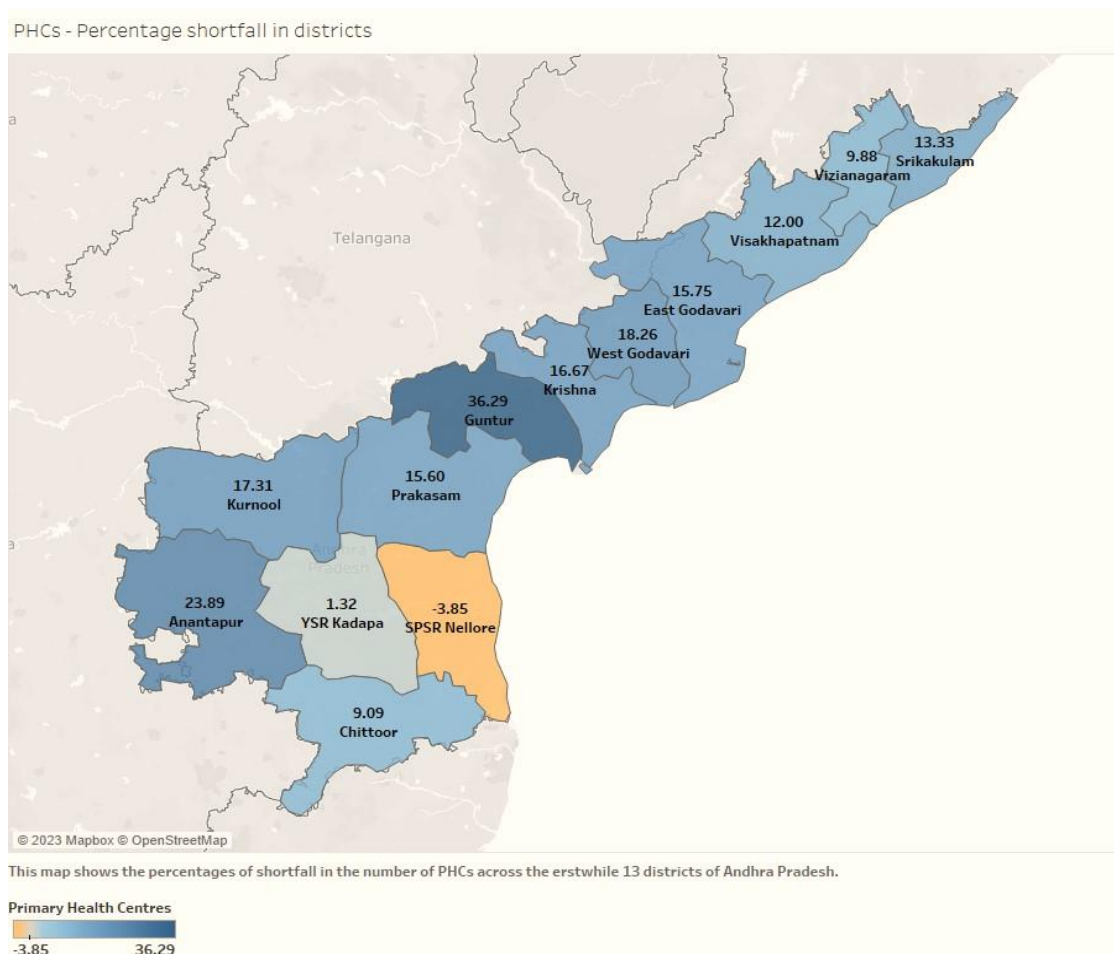 PHCs - Percentage shortfall in districts
13.33
Srikakulam
9.88
Vizianagaram
12.00
Visakhapatnam
Telangana
15.75
East Godavari
18.26
West Godavari
16.67
Krishna
36.29
Guntur
15.60
Prakasam
17.31
Kurnool
Andhra
Pradesh
23.89
Anantapur
1.32
YSR Kadapa
-3.85
SPSR Nellore
9.09
Chittoor
© 2023 Mapbox © OpenStreetMap
This map shows the percentages of shortfall in the number of PHCs across the erstwhile 13 districts of Andhra Pradesh.
Primary Health Centres
-3.85 36.29